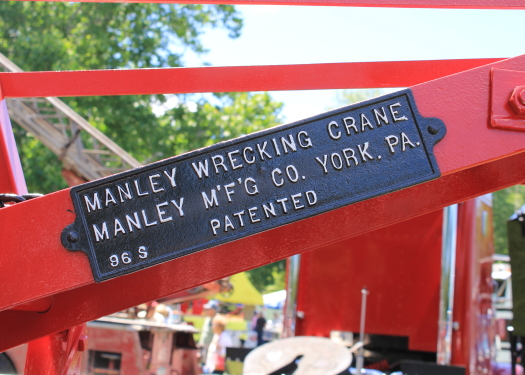 MANLEY WRECKING CRANE
MANLEY M'F'G CO. YORK. PA.
PATENTED
96 S